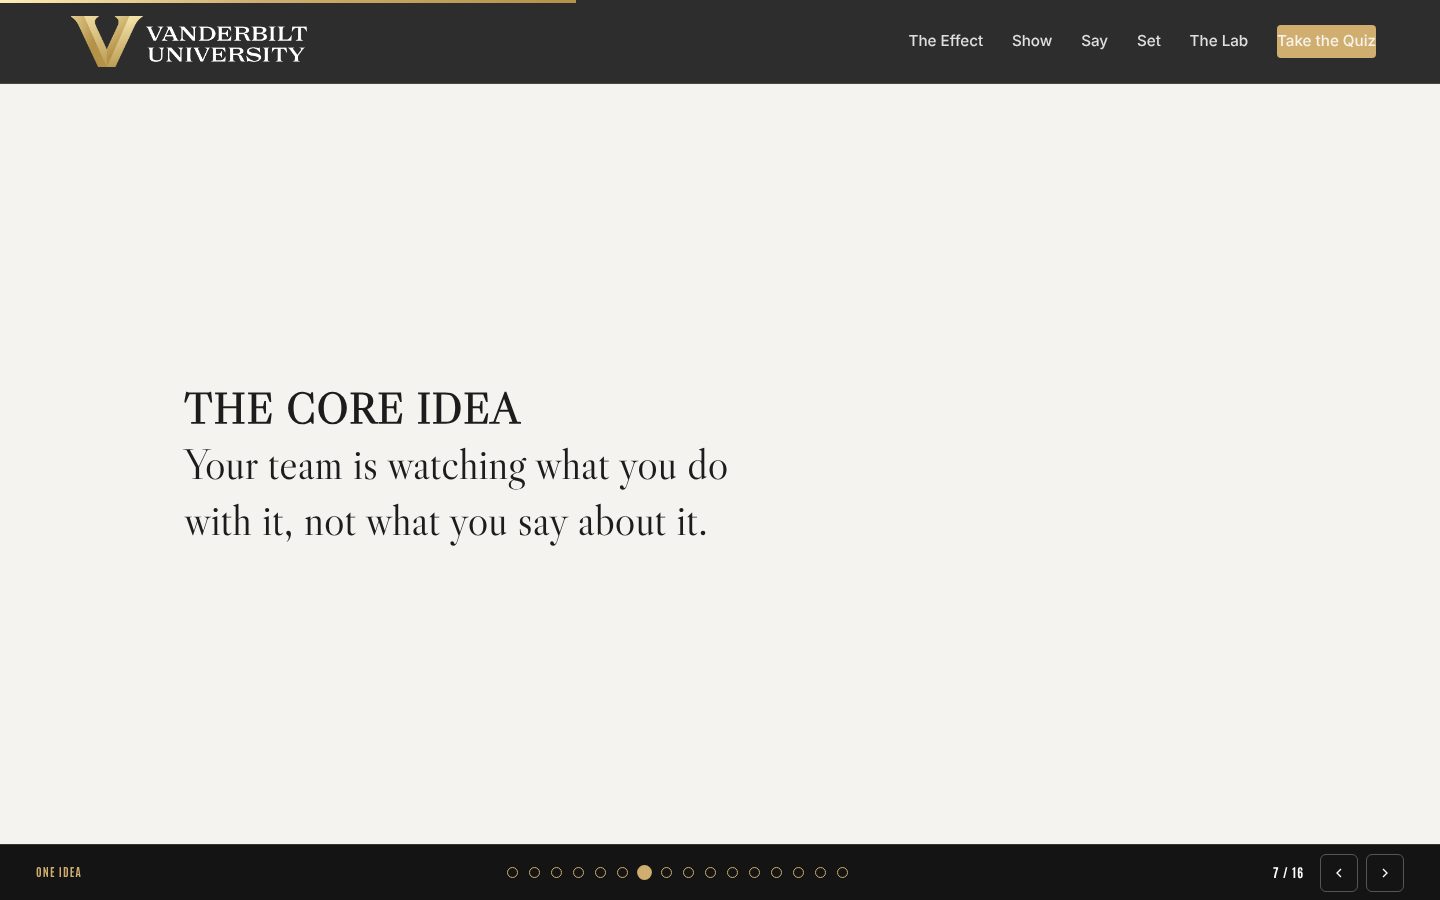 VANDERBILT
UNIVERSITY
The Effect
Show
Say
Set
The Lab
Take the Quiz
THE CORE IDEA
Your team is watching what you do
with it, not what you say about it.
ONE IDEA
7 / 16